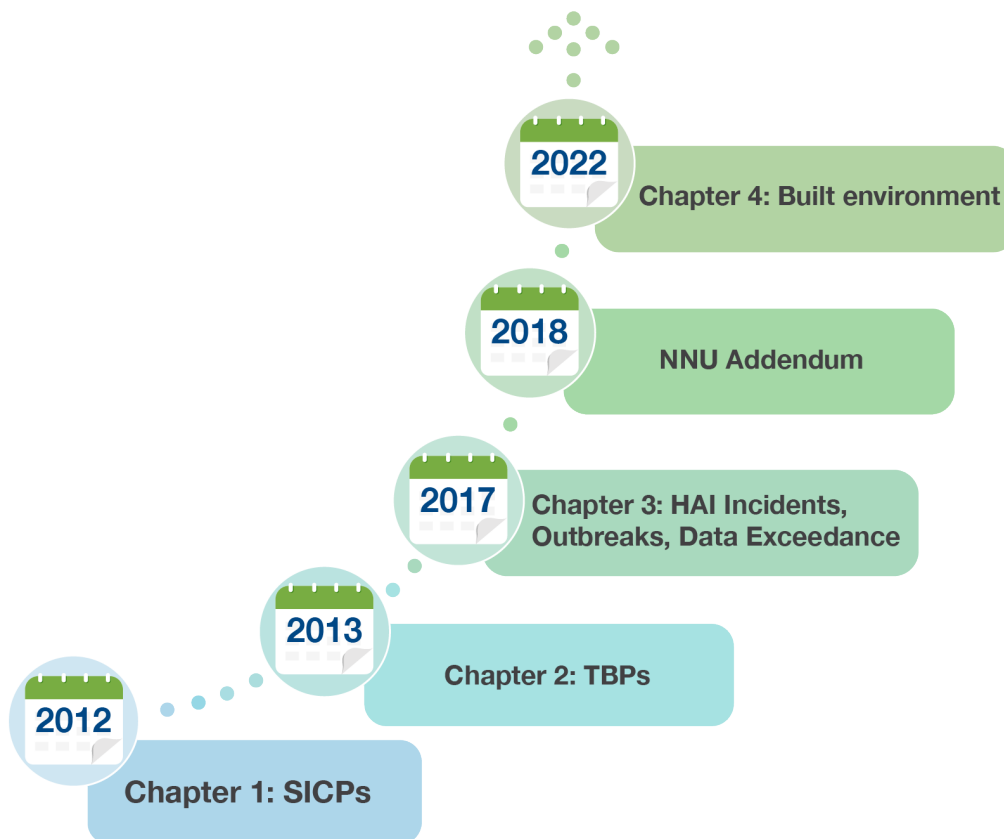 2022
Chapter 4: Built environment
2018
NNU Addendum
2017
Chapter 3: HAI Incidents,
Outbreaks, Data Exceedance
2013
Chapter 2: TBPs
2012
Chapter 1: SICPs